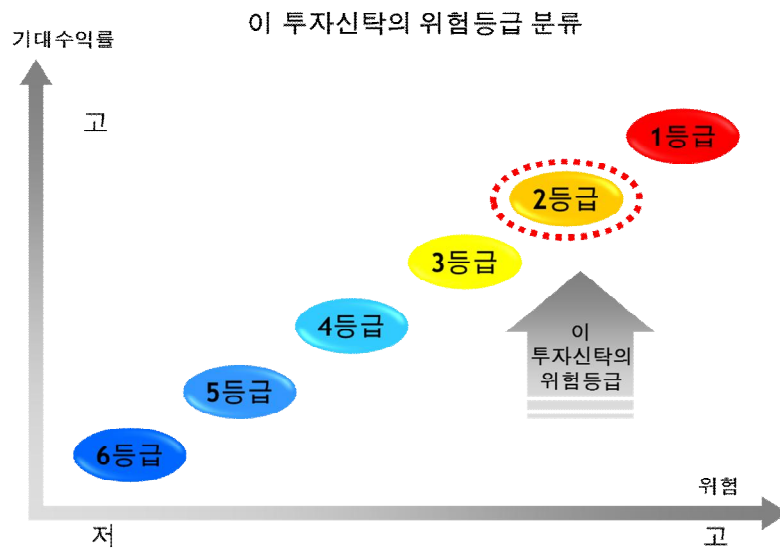 이 투자신탁의 위험등급 분류
기대수익률
고
1등급
2등급
3등급
4등급
5등급
6등급
이
투자신탁의
위험등급
위험
저
고